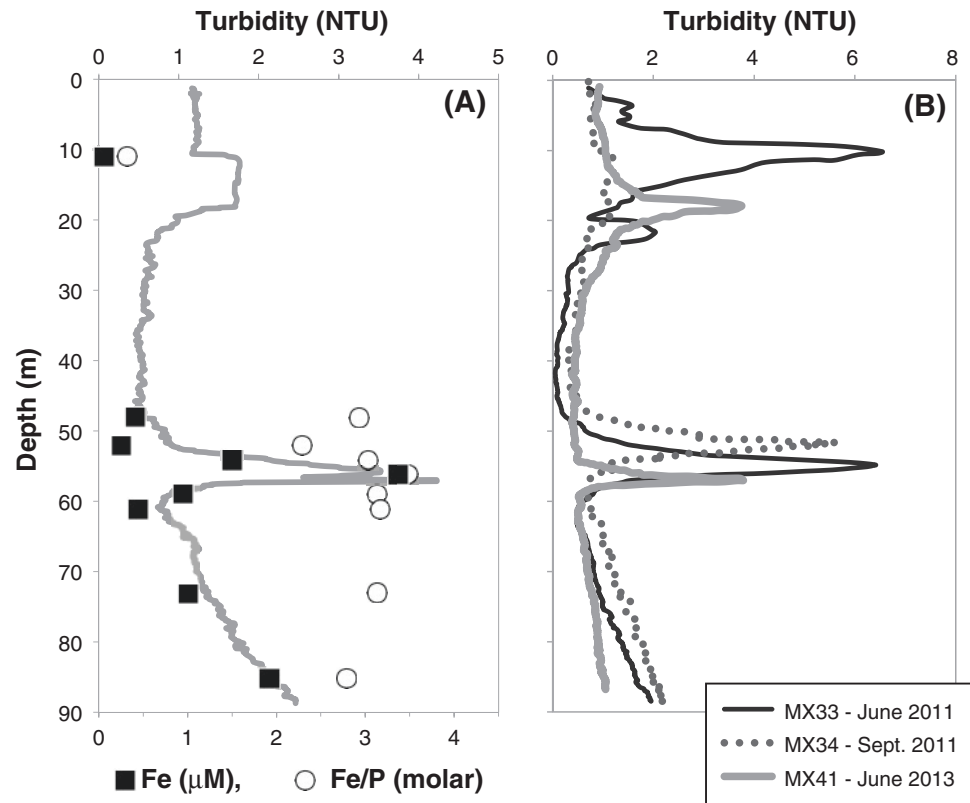 Turbidity (NTU)
0 1 2 3 4 5
(A)
Depth (m)
0
10
20
30
40
50
60
70
80
90
0 1 2 3 4
Fe (μM), Fe/P (molar)
Turbidity (NTU)
0 2 4 6 8
(B)
MX33 - June 2011
MX34 - Sept. 2011
MX41 - June 2013